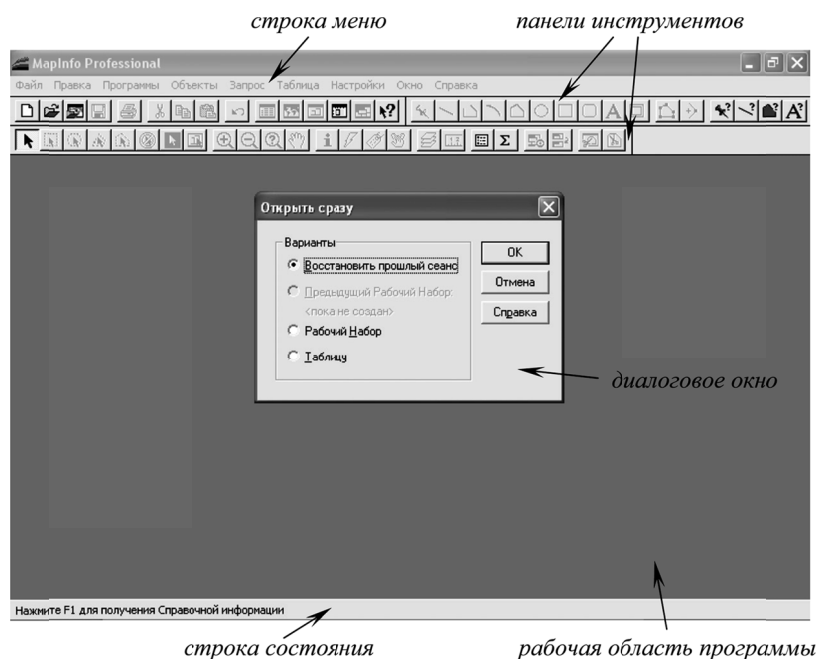 строка меню
панели инструментов
MapInfo Professional
Файл Правка Программы Объекты Запрос Таблица Настройки Окно Справка
Открыть сразу
Варианты
Восстановить прошлый сеанс
Предыдущий Рабочий Набор:
<пока не создан>
Рабочий Набор
Таблицу
OK
Отмена
Справка
диалоговое окно
Нажмите F1 для получения Справочной информации
строка состояния
рабочая область программы